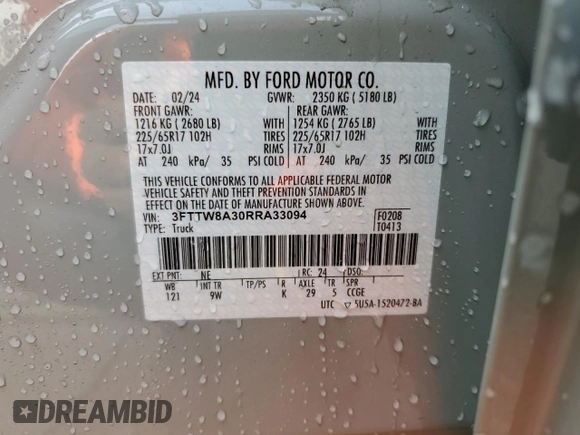 MFD. BY FORD MOTOR CO.
DATE: 02/24 GVWR: 2350 KG ( 5180 LB)
FRONT GAWR: REAR GAWR:
1216 KG ( 2680 LB) WITH 1254 KG ( 2765 LB) WITH
225/65R17 102H TIRES 225/65R17 102H TIRES
17x7.0J RIMS 17x7.0J RIMS
AT 240 kPa/ 35 PSI COLD AT 240 kPa/ 35 PSI COLD
THIS VEHICLE CONFORMS TO ALL APPLICABLE FEDERAL MOTOR
VEHICLE SAFETY AND THEFT PREVENTION STANDARDS IN
EFFECT ON THE DATE OF MANUFACTURE SHOWN ABOVE.
VIN: 3FTTW8A30RRA33094 F0208
TYPE: Truck T0413
EXT PNT: NE RC: 24 DSO:
WB INT TR TP/PS R AXLE TR SPR
121 9W K 29 5 CCGE
UTC ▽ 5U5A-1520472-BA
DREAMBID